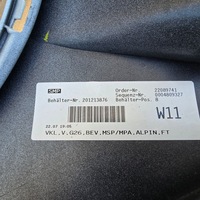 SMP
Order-Nr 22089741
Sequenz-Nr 0004809327
Behälter-Nr. 201213A76 Behälter-Pos. 8
W11
22.07 19:05
VKL,V,G26,BEV,MSP/MPA,ALPIN,FT